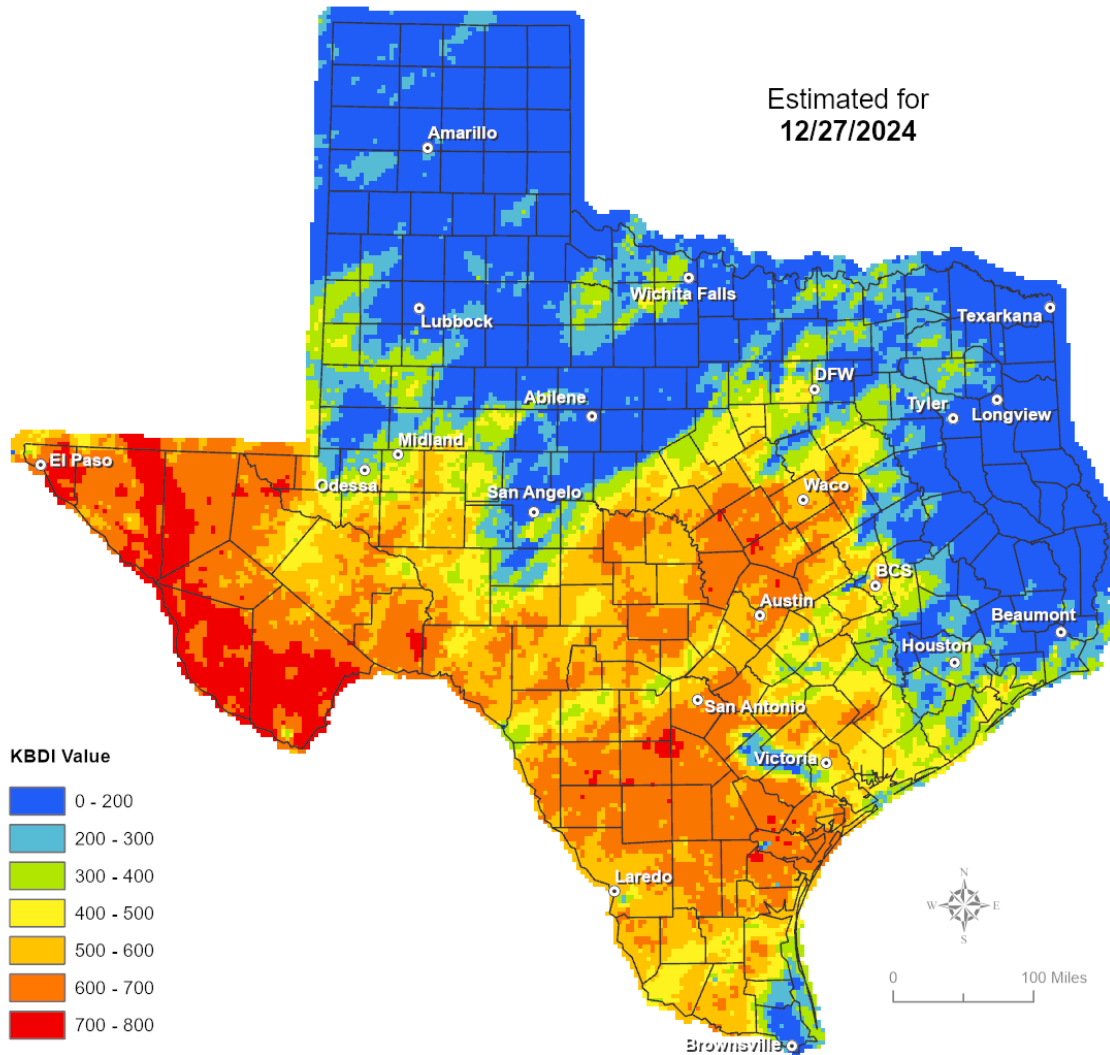 Estimated for
12/27/2024
Amarillo
Wichita Falls
Lubbock
Texarkana
DFW
Abilene
Tyler
Longview
Midland
El Paso
Odessa
San Angelo
Waco
BCS
Austin
Beaumont
Houston
San Antonio
Victoria
Laredo
Brownsville
KBDI Value
0 - 200
200 - 300
300 - 400
400 - 500
500 - 600
600 - 700
700 - 800
N
W E
S
0 100 Miles